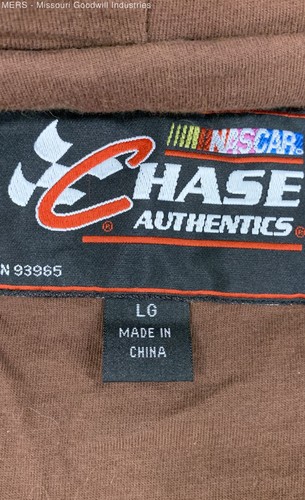 MERS - Missouri Goodwill Industries
NASCAR®
CHASE
AUTHENTICS®
N 93965
LG
MADE IN
CHINA